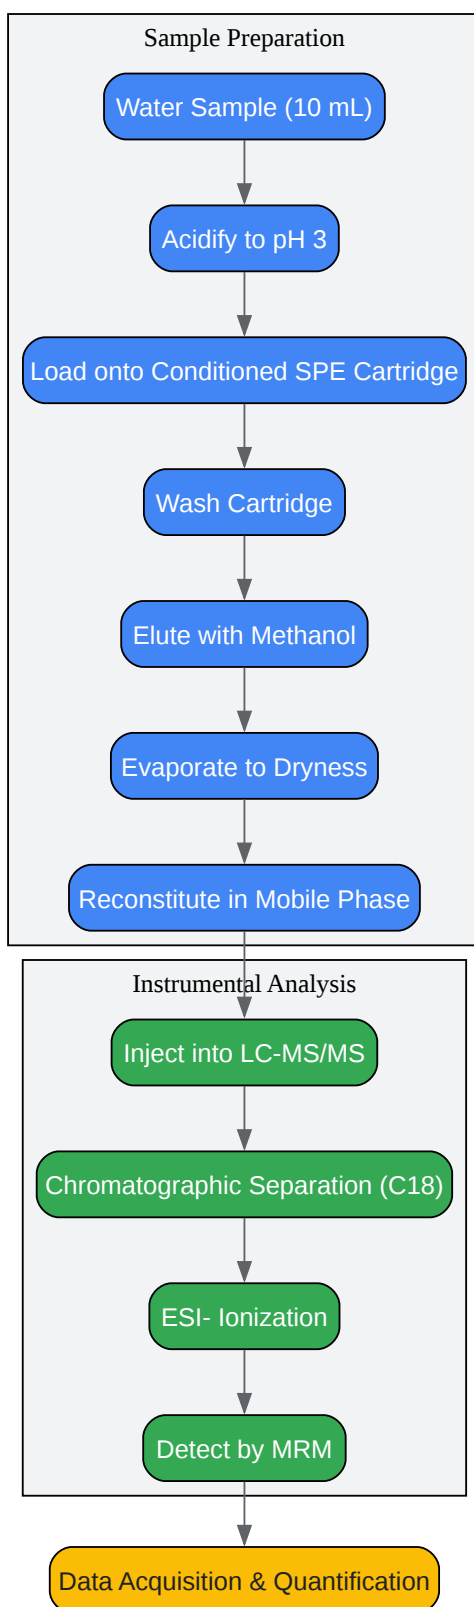 Sample Preparation
Water Sample (10 mL)
Acidify to pH 3
Load onto Conditioned SPE Cartridge
Wash Cartridge
Elute with Methanol
Evaporate to Dryness
Reconstitute in Mobile Phase
Instrumental Analysis
Inject into LC-MS/MS
Chromatographic Separation (C18)
ESI- Ionization
Detect by MRM
Data Acquisition & Quantification